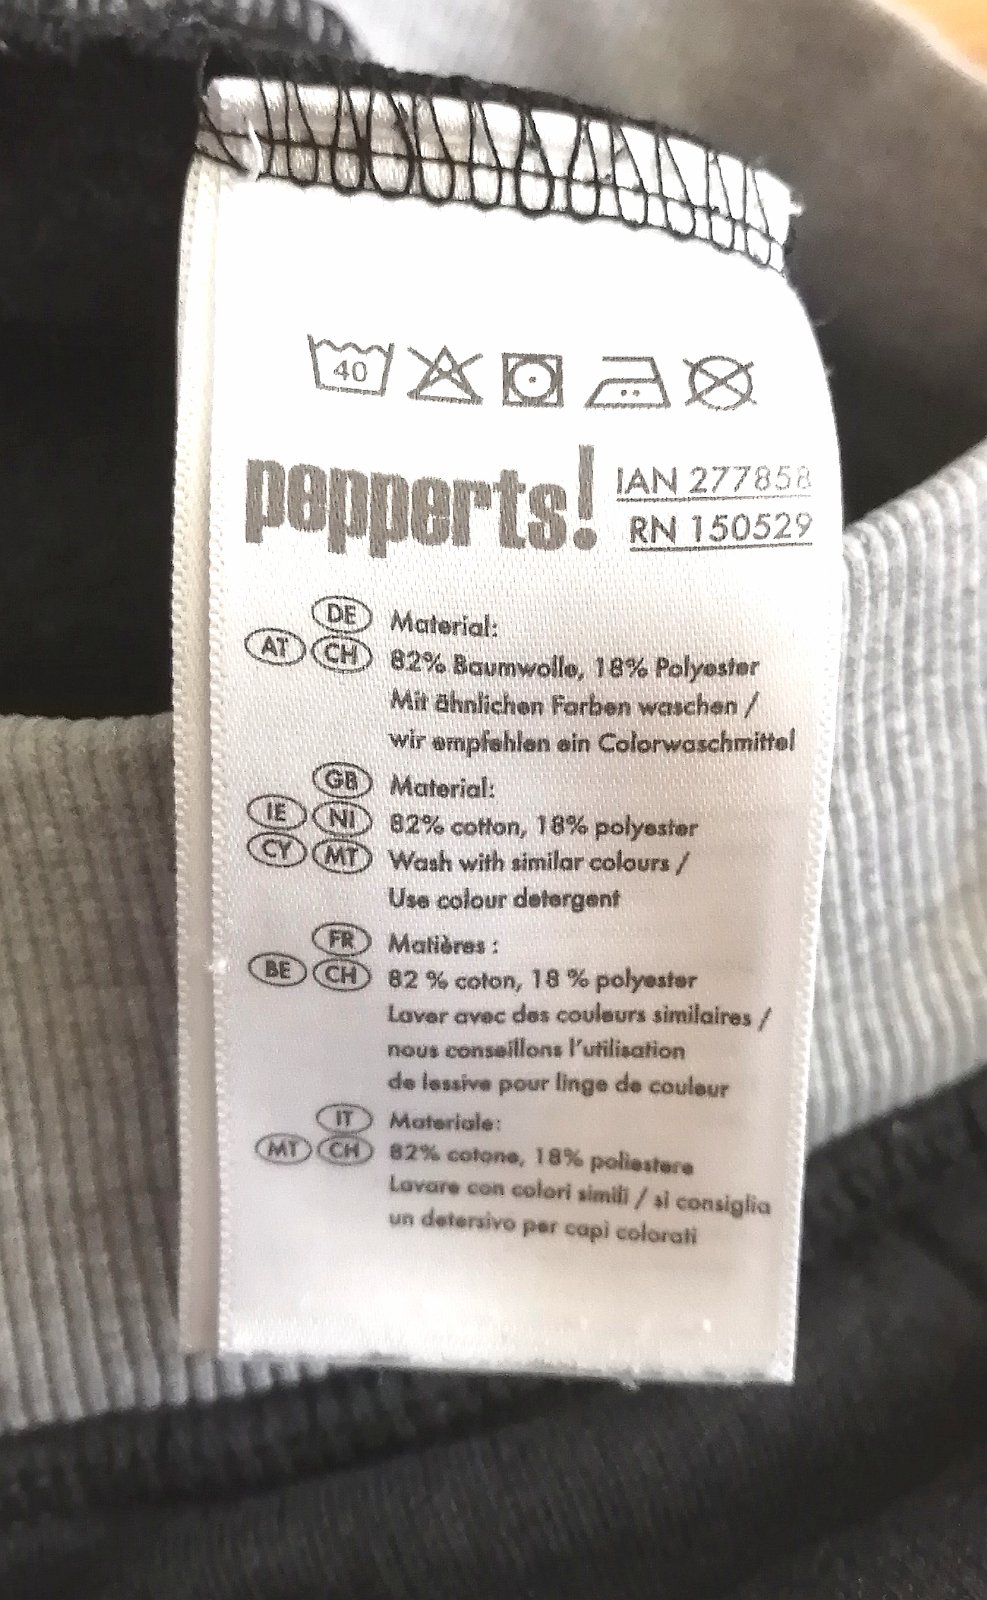 40
pepperts!
IAN 277858
RN 150529
DE
AT CH
Material:
82% Baumwolle, 18% Polyester
Mit ähnlichen Farben waschen /
wir empfehlen ein Colorwaschmittel
GB
IE NI
CY MT
Material:
82% cotton, 18% polyester
Wash with similar colours /
Use colour detergent
FR
BE CH
Matières :
82 % coton, 18 % polyester
Laver avec des couleurs similaires /
nous conseillons l'utilisation
de lessive pour linge de couleur
IT
MT CH
Materiale:
82% cotone, 18% poliestere
Lavare con colori simili / si consiglia
un detersivo per capi colorati